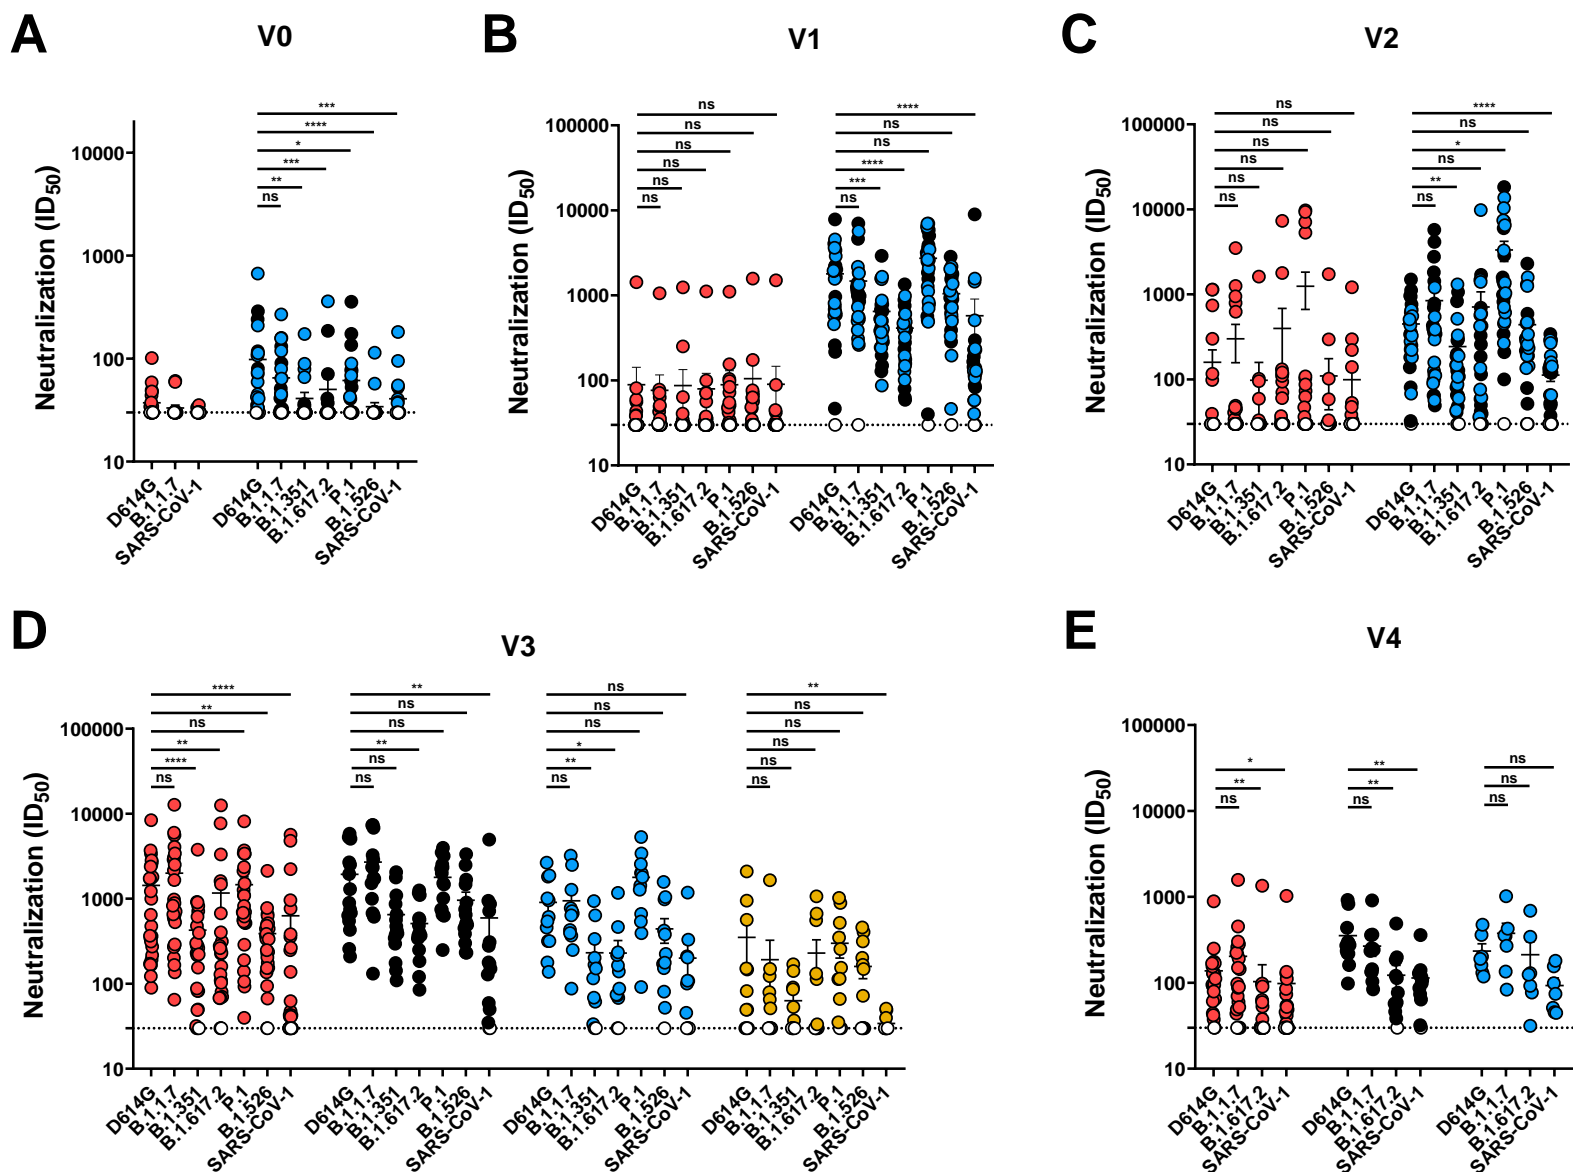 A
V0
Neutralization (ID50)
10000
1000
100
10
***
****
*
***
**
ns
D614G
B.1.1.7
SARS-CoV-1
D614G
B.1.1.7
B.1.351
B.1.617.2
P.1
B.1.526
SARS-CoV-1
B
V1
Neutralization (ID50)
100000
10000
1000
100
10
ns
ns
ns
ns
ns
ns
****
ns
ns
****
***
ns
D614G
B.1.1.7
B.1.351
B.1.617.2
P.1
B.1.526
SARS-CoV-1
D614G
B.1.1.7
B.1.351
B.1.617.2
P.1
B.1.526
SARS-CoV-1
C
V2
Neutralization (ID50)
100000
10000
1000
100
10
ns
ns
ns
ns
ns
ns
****
ns
*
ns
**
ns
D614G
B.1.1.7
B.1.351
B.1.617.2
P.1
B.1.526
SARS-CoV-1
D614G
B.1.1.7
B.1.351
B.1.617.2
P.1
B.1.526
SARS-CoV-1
D
V3
Neutralization (ID50)
100000
10000
1000
100
10
****
**
ns
**
****
ns
**
ns
ns
**
ns
ns
ns
ns
ns
*
**
ns
**
ns
ns
ns
ns
ns
D614G
B.1.1.7
B.1.351
B.1.617.2
P.1
B.1.526
SARS-CoV-1
D614G
B.1.1.7
B.1.351
B.1.617.2
P.1
B.1.526
SARS-CoV-1
D614G
B.1.1.7
B.1.351
B.1.617.2
P.1
B.1.526
SARS-CoV-1
D614G
B.1.1.7
B.1.351
B.1.617.2
P.1
B.1.526
SARS-CoV-1
E
V4
Neutralization (ID50)
100000
10000
1000
100
10
*
**
ns
**
**
ns
ns
ns
ns
D614G
B.1.1.7
B.1.617.2
SARS-CoV-1
D614G
B.1.1.7
B.1.617.2
SARS-CoV-1
D614G
B.1.1.7
B.1.617.2
SARS-CoV-1